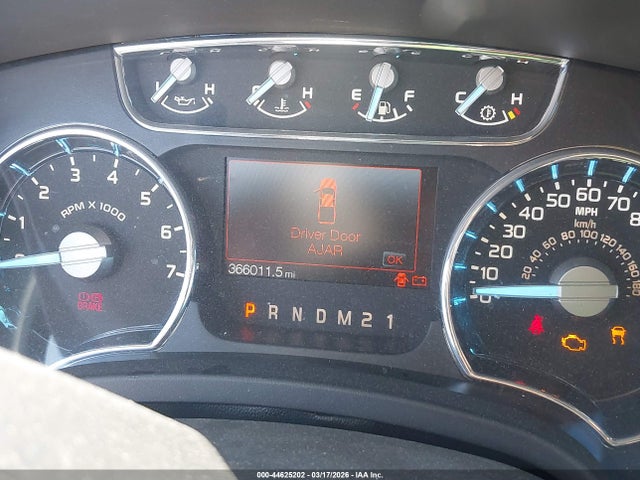 L H C H E F C H
1 2 3 4 5 6 7
RPM X 1000
BRAKE
Driver Door
AJAR
OK
366011.5 mi
P R N D M 2 1
0 10 20 30 40 50 60 70
MPH
km/h
20 40 60 80 100 120 140 160 180
000-44625202 - 03/17/2026 - IAA Inc.